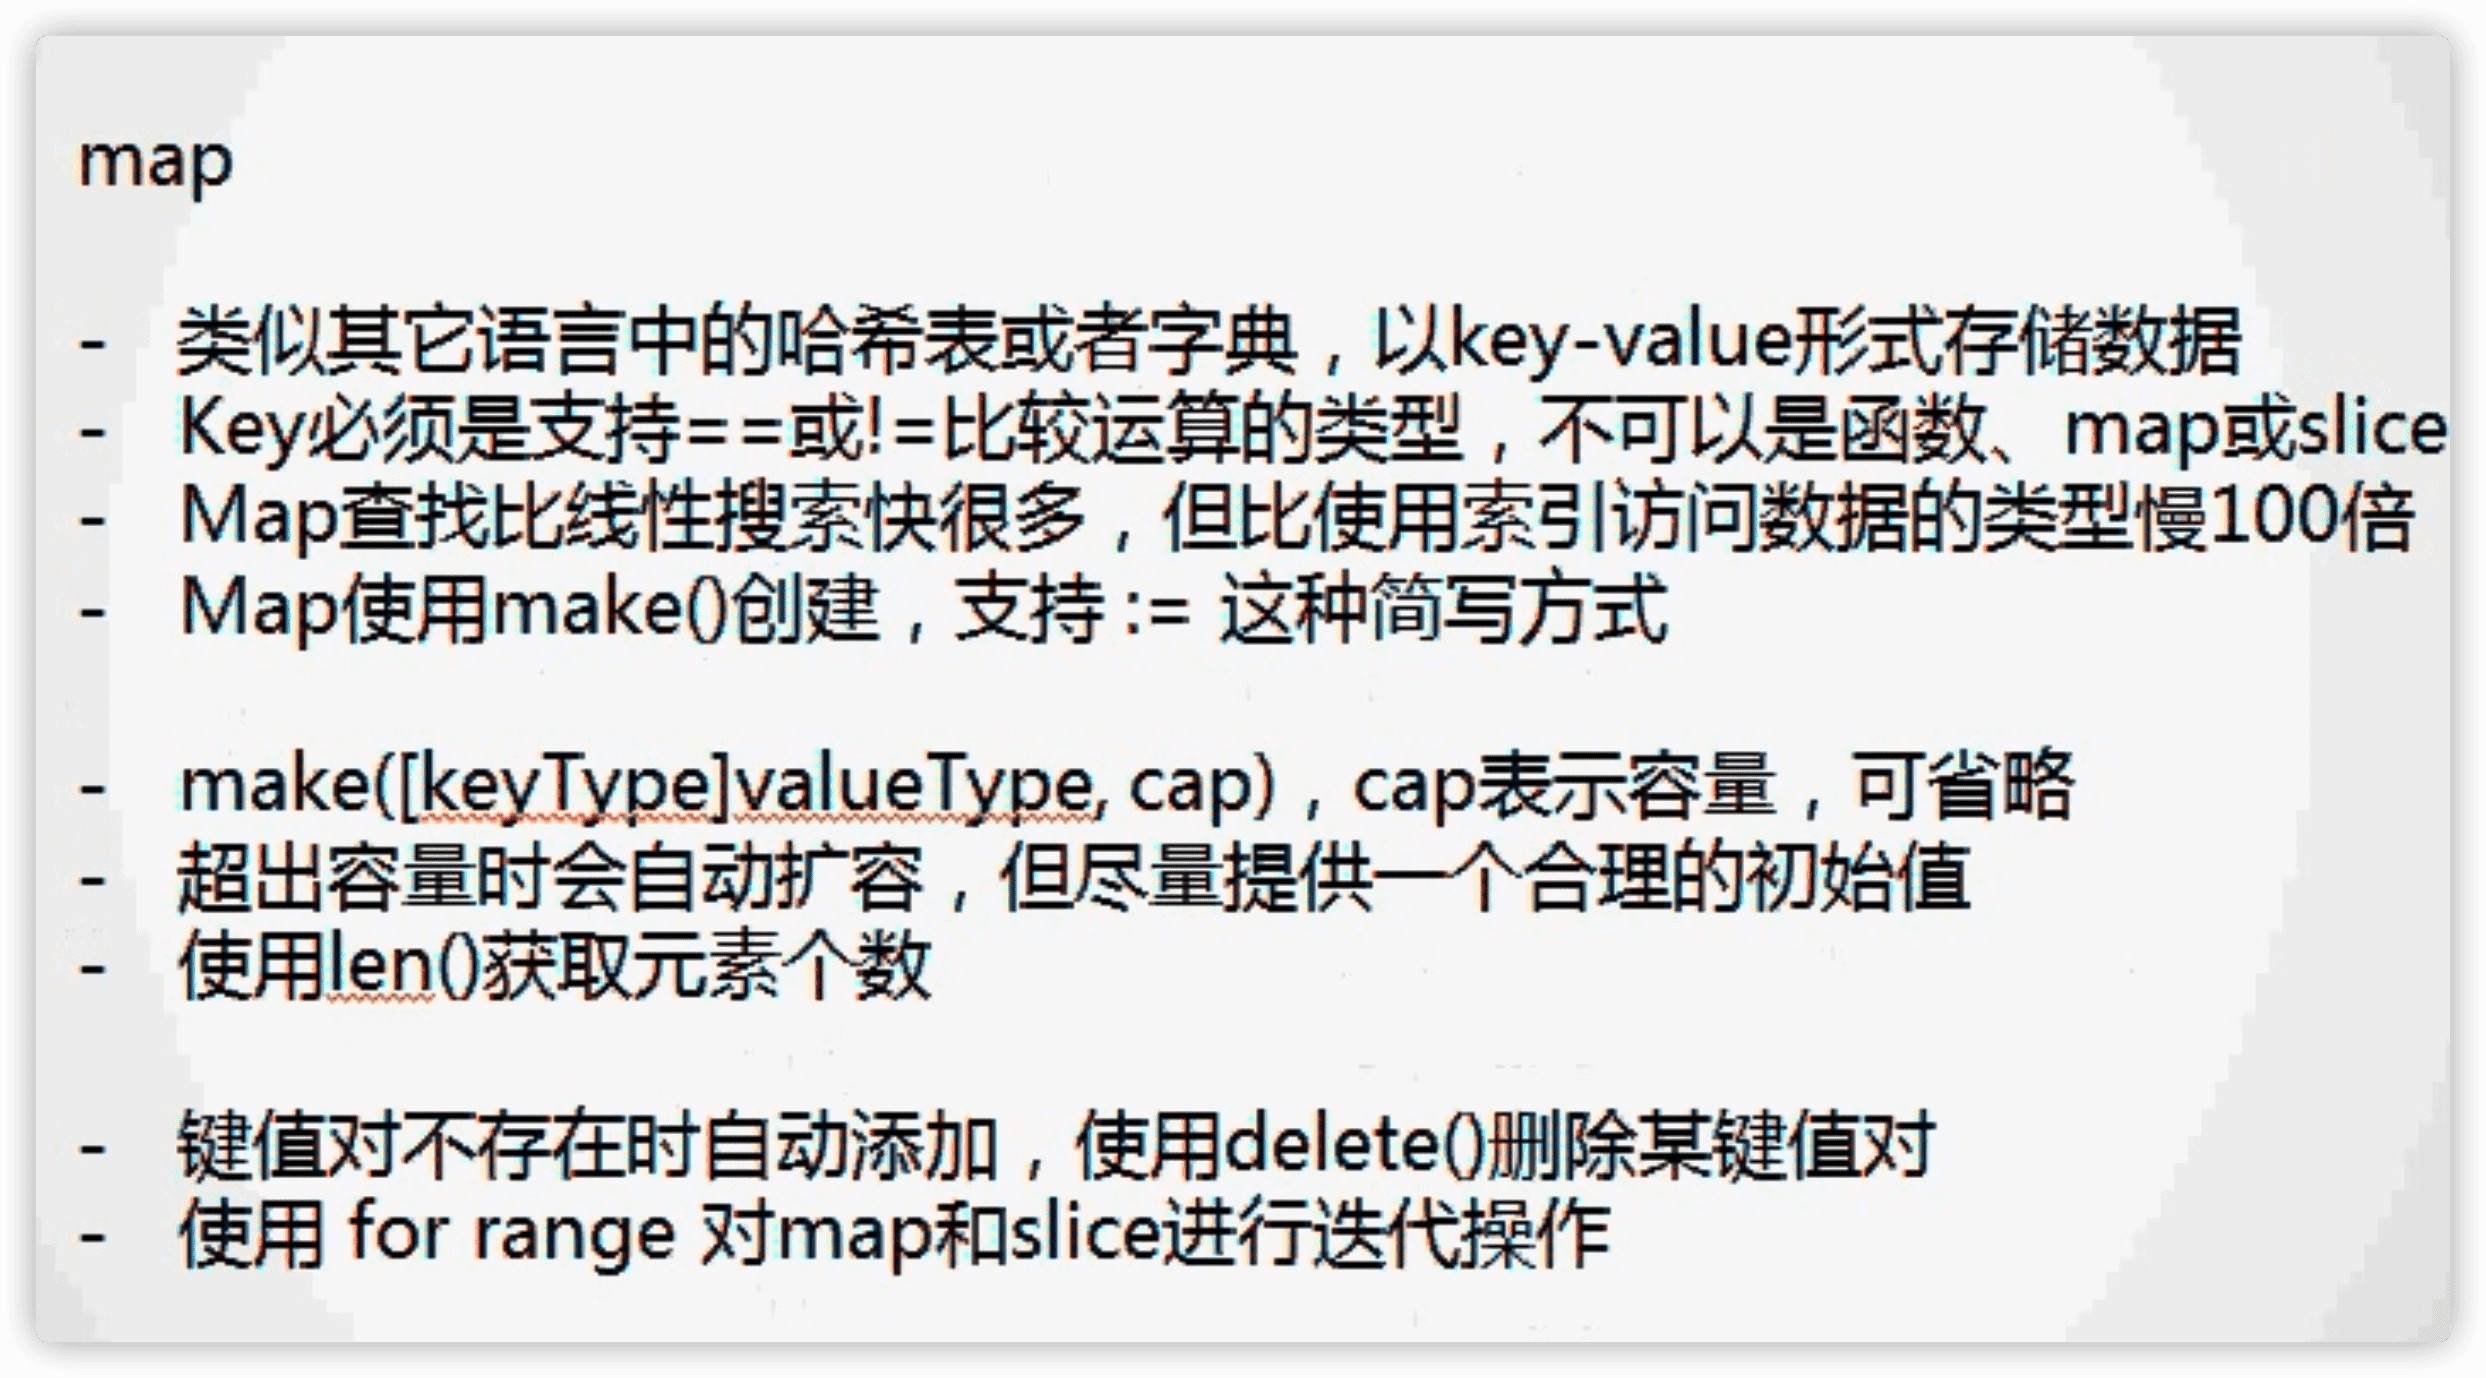 map
- 类似其它语言中的哈希表或者字典，以key-value形式存储数据
- Key必须是支持==或!=比较运算的类型，不可以是函数、map或slice
- Map查找比线性搜索快很多，但比使用索引访问数据的类型慢100倍
- Map使用make()创建，支持 := 这种简写方式
- make([keyType]valueType, cap)，cap表示容量，可省略
- 超出容量时会自动扩容，但尽量提供一个合理的初始值
- 使用len()获取元素个数
- 键值对不存在时自动添加，使用delete()删除某键值对
- 使用 for range 对map和slice进行迭代操作